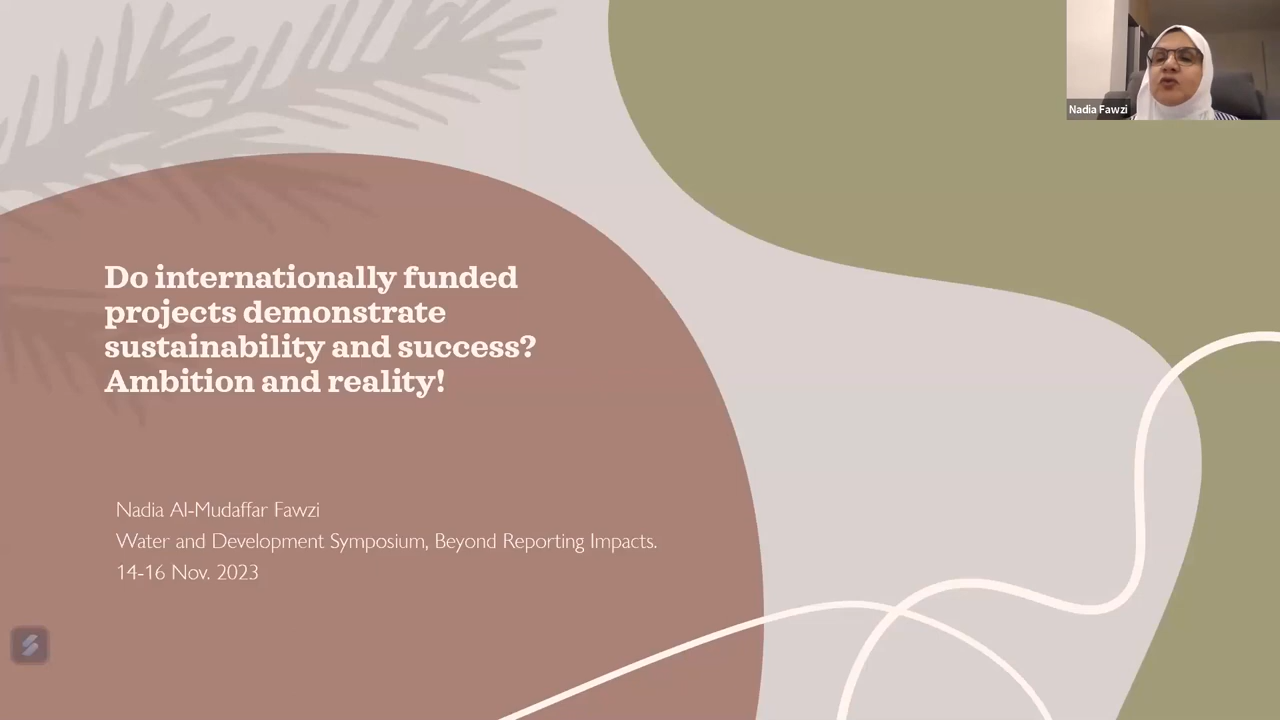 Nadia Fawzi
Do internationally funded
projects demonstrate
sustainability and success?
Ambition and reality!
Nadia Al-Mudaffar Fawzi
Water and Development Symposium, Beyond Reporting Impacts.
14-16 Nov. 2023